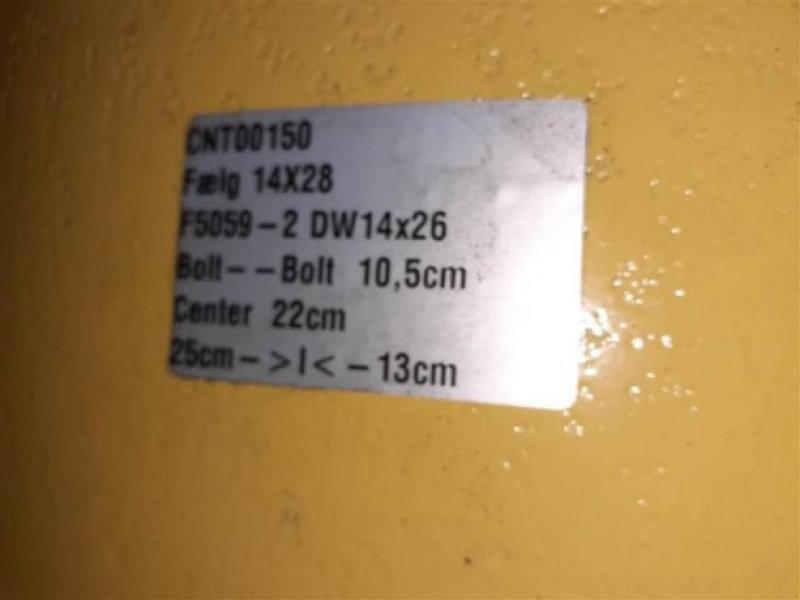 CNT00150
Fælg 14X28
F5059-2 DW14x26
Bolt--Bolt 10,5cm
Center 22cm
25cm->I<-13cm